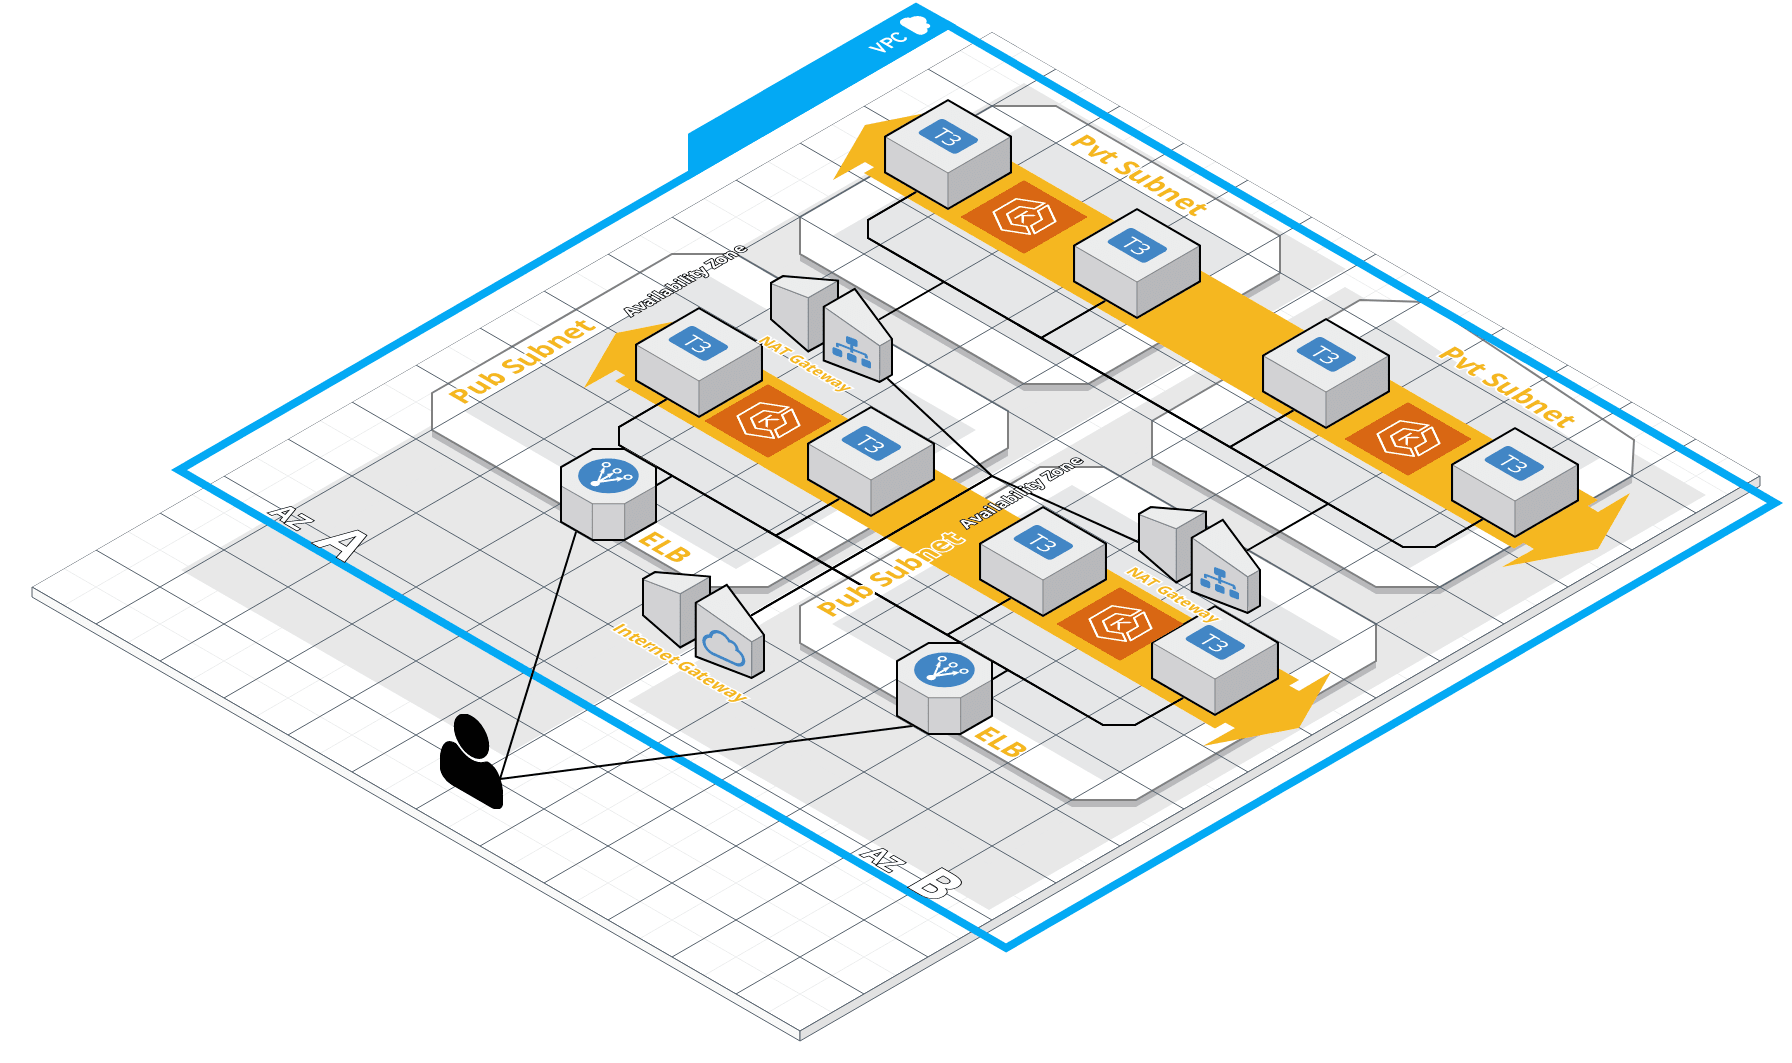 VPC
T3
Pvt Subnet
K
T3
Availability Zone
Pub Subnet
T3
NAT Gateway
T3
Pvt Subnet
K
K
T3
T3
Availability Zone
AZ A
ELB
T3
Pub Subnet
NAT Gateway
K
T3
Internet Gateway
ELB
AZ B